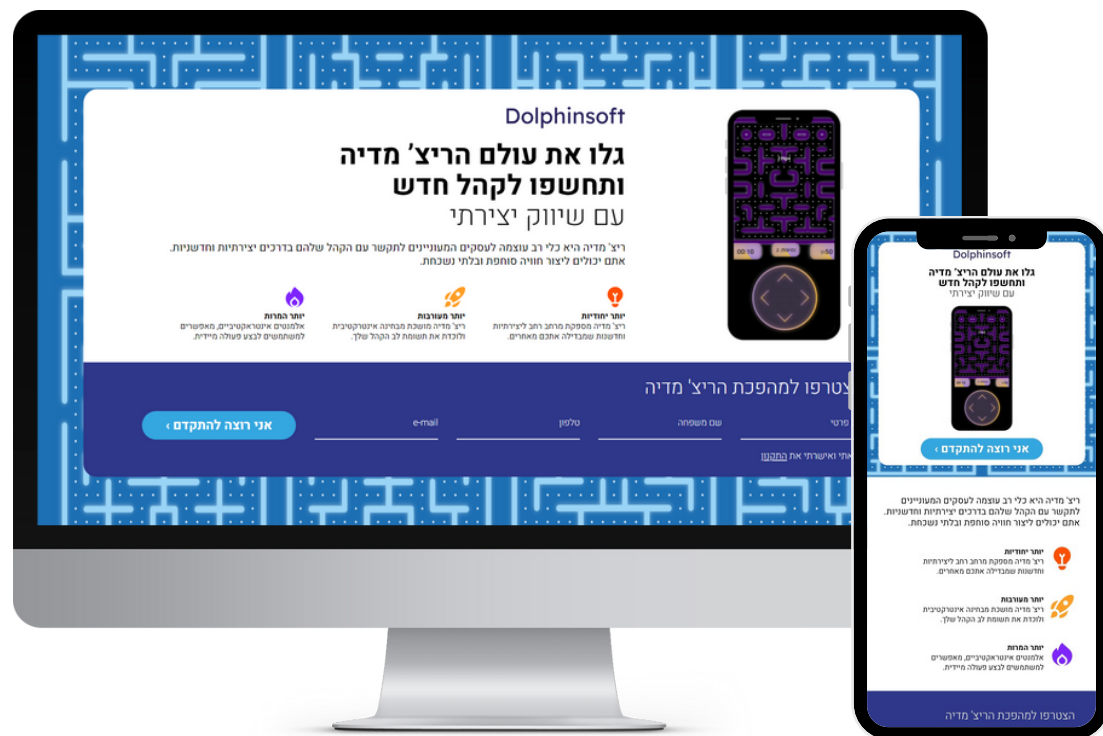 Dolphinsoft
גלו את עולם הריצ' מדיה
ותחשפו לקהל חדש
עם שיווק יצירתי
ריצ' מדיה היא כלי רב עוצמה לעסקים המעוניינים לתקשר עם הקהל שלהם בדרכים יצירתיות וחדשניות.
אתם יכולים ליצור חוויה סוחפת ובלתי נשכחת.
יותר יחודיות
ריצ' מדיה מספקת מרחב רחב ליצירתיות
וחדשנות שמבדילה אתכם מאחרים.
יותר מעורבות
ריצ' מדיה מושכת מבחינה אינטרקטיבית
ולוכדת את תשומת לב הקהל שלך.
יותר המרות
אלמנטים אינטראקטיביים, מאפשרים
למשתמשים לבצע פעולה מיידית.
00:10
50
צטרפו למהפכת הריצ' מדיה
פרטי
שם משפחה
טלפון
e-mail
אני רוצה להתקדם ›
אתי ואישרתי את התקנון
Dolphinsoft
גלו את עולם הריצ' מדיה
ותחשפו לקהל חדש
עם שיווק יצירתי
אני רוצה להתקדם ›
ריצ' מדיה היא כלי רב עוצמה לעסקים המעוניינים
לתקשר עם הקהל שלהם בדרכים יצירתיות וחדשניות.
אתם יכולים ליצור חוויה סוחפת ובלתי נשכחת.
יותר יחודיות
ריצ' מדיה מספקת מרחב רחב ליצירתיות
וחדשנות שמבדילה אתכם מאחרים.
יותר מעורבות
ריצ' מדיה מושכת מבחינה אינטרקטיבית
ולוכדת את תשומת לב הקהל שלך.
יותר המרות
אלמנטים אינטראקטיביים, מאפשרים
למשתמשים לבצע פעולה מיידית.
הצטרפו למהפכת הריצ' מדיה